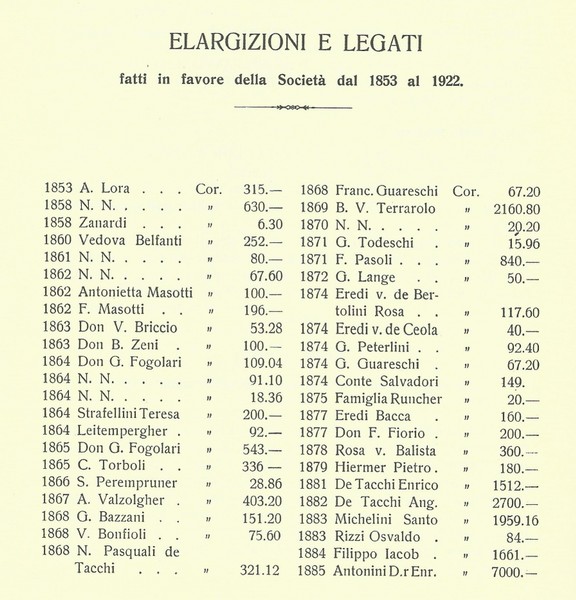 ELARGIZIONI E LEGATI
fatti in favore della Società dal 1853 al 1922.
1853 A. Lora . . . Cor. 315.—
1858 N. N. . . . . „ 630.—
1858 Zanardi . . . „ 6.30
1860 Vedova Belfanti „ 252.—
1861 N. N. . . . . „ 80.—
1862 N. N. . . . . „ 67.60
1862 Antonietta Masotti „ 100.—
1862 F. Masotti . . „ 196.—
1863 Don V. Briccio „ 53.28
1863 Don B. Zeni . „ 100.—
1864 Don G. Fogolari „ 109.04
1864 N. N. . . . . „ 91.10
1864 N. N. . . . . „ 18.36
1864 Strafellini Teresa „ 200.—
1864 Leitempergher . „ 92.—
1865 Don G. Fogolari „ 543.—
1865 C. Torboli . . „ 336 —
1866 S. Perempruner „ 28.86
1867 A. Valzolgher . „ 403.20
1868 G. Bazzani . . „ 151.20
1868 V. Bonfioli . . „ 75.60
1868 N. Pasquali de
Tacchi . . . „ 321.12
1868 Franc. Guareschi Cor. 67.20
1869 B. V. Terrarolo „ 2160.80
1870 N. N. . . . . „ 20.20
1871 G. Todeschi . „ 15.96
1871 F. Pasoli . . . „ 840.—
1872 G. Lange . . „ 50.—
1874 Eredi v. de Ber-
tolini Rosa . . „ 117.60
1874 Eredi v. de Ceola „ 40.—
1874 G. Peterlini . . „ 92.40
1874 G. Guareschi . „ 67.20
1874 Conte Salvadori „ 149.
1875 Famiglia Runcher „ 20.—
1877 Eredi Bacca . „ 160.—
1877 Don F. Fiorio . „ 200.—
1878 Rosa v. Balista „ 360.—
1879 Hiermer Pietro . „ 180.—
1881 De Tacchi Enrico „ 1512.—
1882 De Tacchi Ang. „ 2700.—
1883 Michelini Santo „ 1959.16
1883 Rizzi Osvaldo . „ 84.—
1884 Filippo Iacob . „ 1661.—
1885 Antonini D.r Enr. „ 7000.—